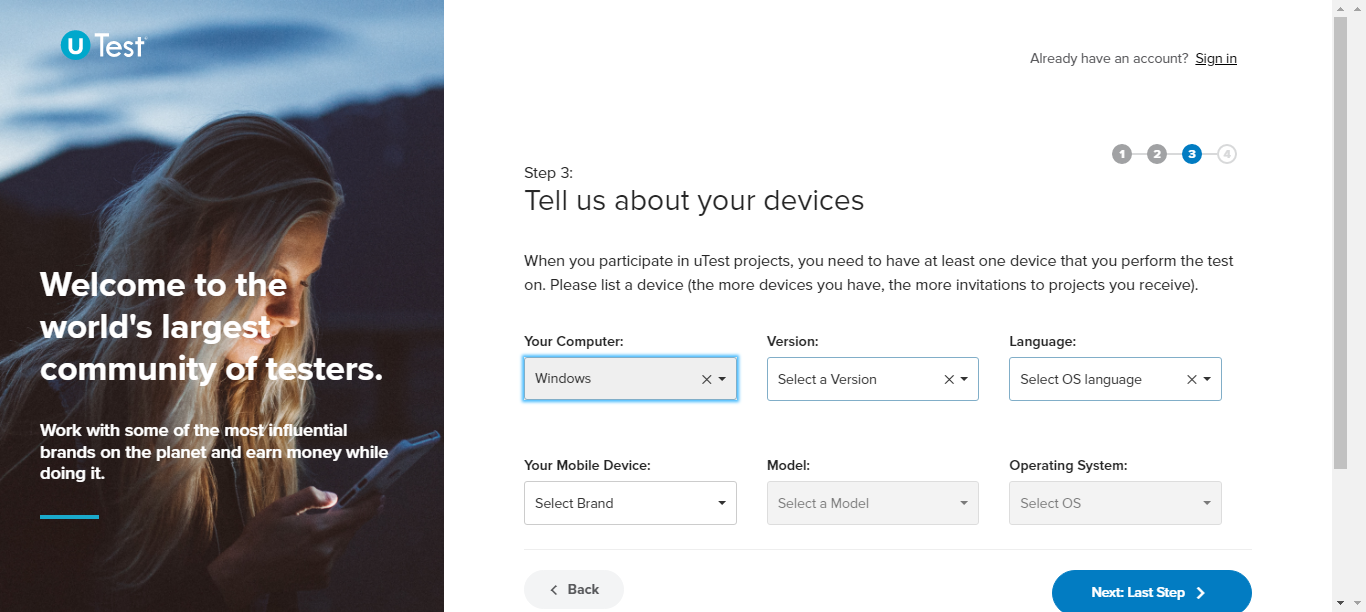 U Test
Already have an account? Sign in
1 2 3 4
Step 3:
Tell us about your devices
When you participate in uTest projects, you need to have at least one device that you perform the test
on. Please list a device (the more devices you have, the more invitations to projects you receive).
Welcome to the
world's largest
community of testers.
Work with some of the most influential
brands on the planet and earn money while
doing it.
Your Computer: Version: Language:
Windows Select a Version Select OS language
Your Mobile Device: Model: Operating System:
Select Brand Select a Model Select OS
Back Next: Last Step